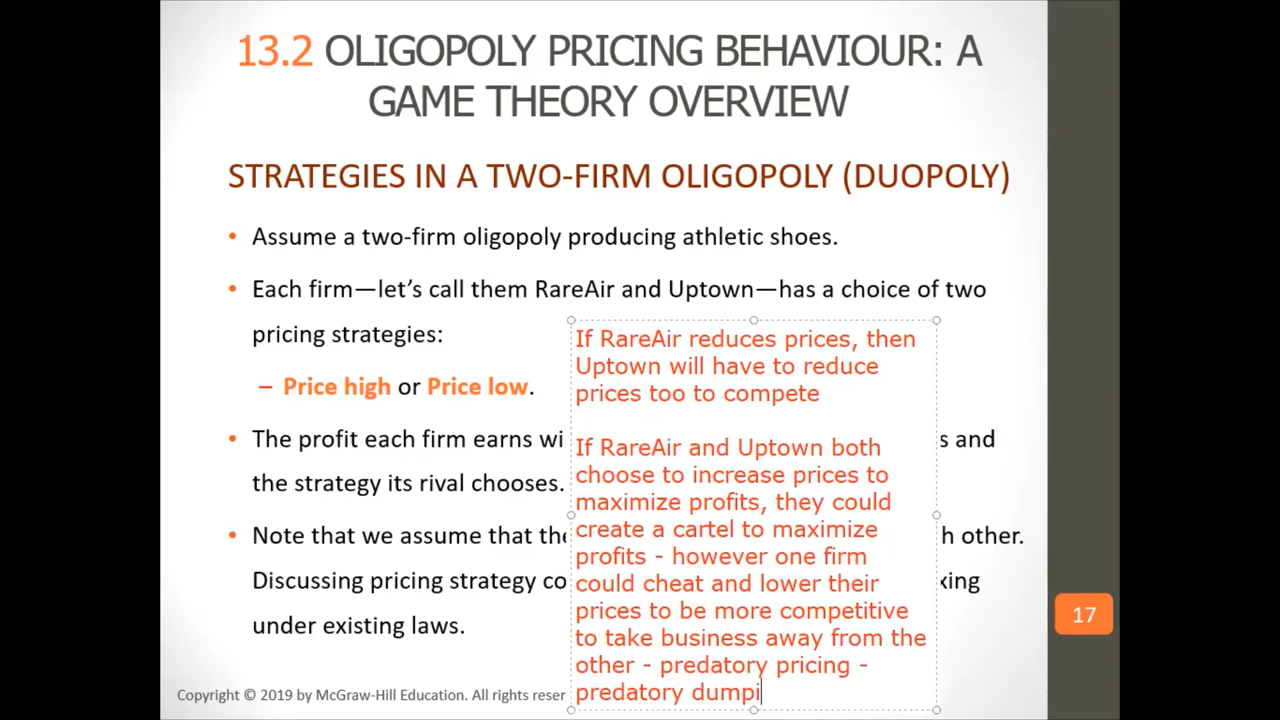 13.2 OLIGOPOLY PRICING BEHAVIOUR: A
GAME THEORY OVERVIEW
STRATEGIES IN A TWO-FIRM OLIGOPOLY (DUOPOLY)
• Assume a two-firm oligopoly producing athletic shoes.
• Each firm—let's call them RareAir and Uptown—has a choice of two
pricing strategies:
– Price high or Price low.
• The profit each firm earns
the strategy its rival chooses.
• Note that we assume that
Discussing pricing strategy
under existing laws.
and
other.
If RareAir reduces prices, then
Uptown will have to reduce
prices too to compete
If RareAir and Uptown both
choose to increase prices to
maximize profits, they could
create a cartel to maximize
profits - however one firm
could cheat and lower their
prices to be more competitive
to take business away from the
other - predatory pricing -
predatory dumpi
17
Copyright © 2019 by McGraw-Hill Education. All rights